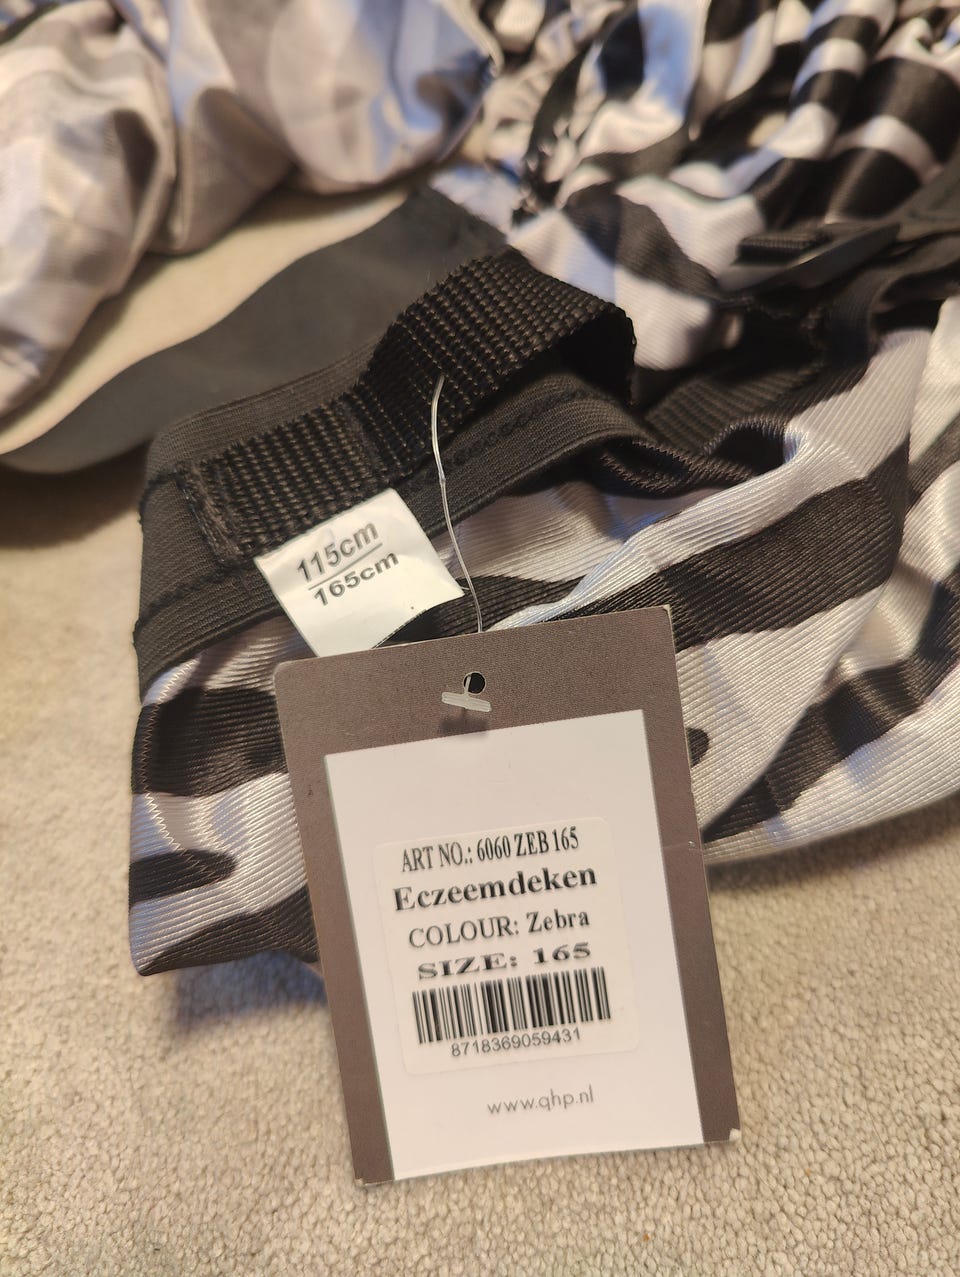 115cm
165cm
ART NO.: 6060 ZEB 165
Eczeemdeken
COLOUR: Zebra
SIZE: 165
8718369059431
www.qhp.nl